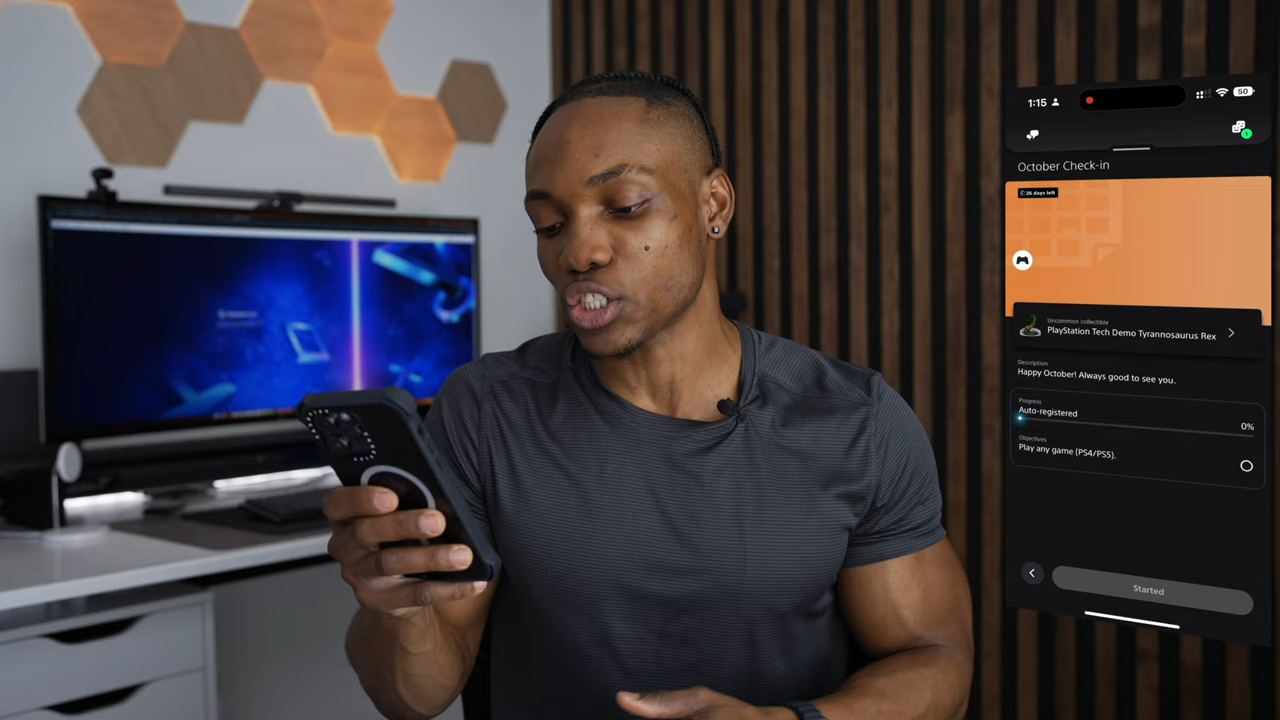 1:15
50
1
October Check-in
26 days left
Uncommon collectible
PlayStation Tech Demo Tyrannosaurus Rex
Description
Happy October! Always good to see you.
Progress
Auto-registered
0%
Objectives
Play any game (PS4/PS5).
Started